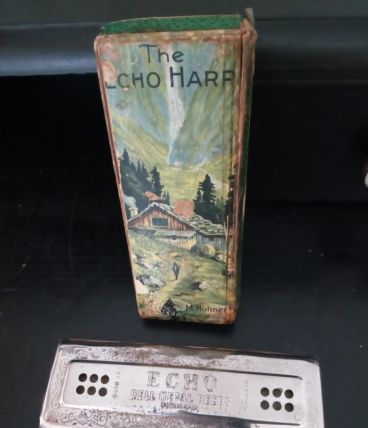 The
ECHO HARP
M Hohner
ECHO
BELL METAL REEDS